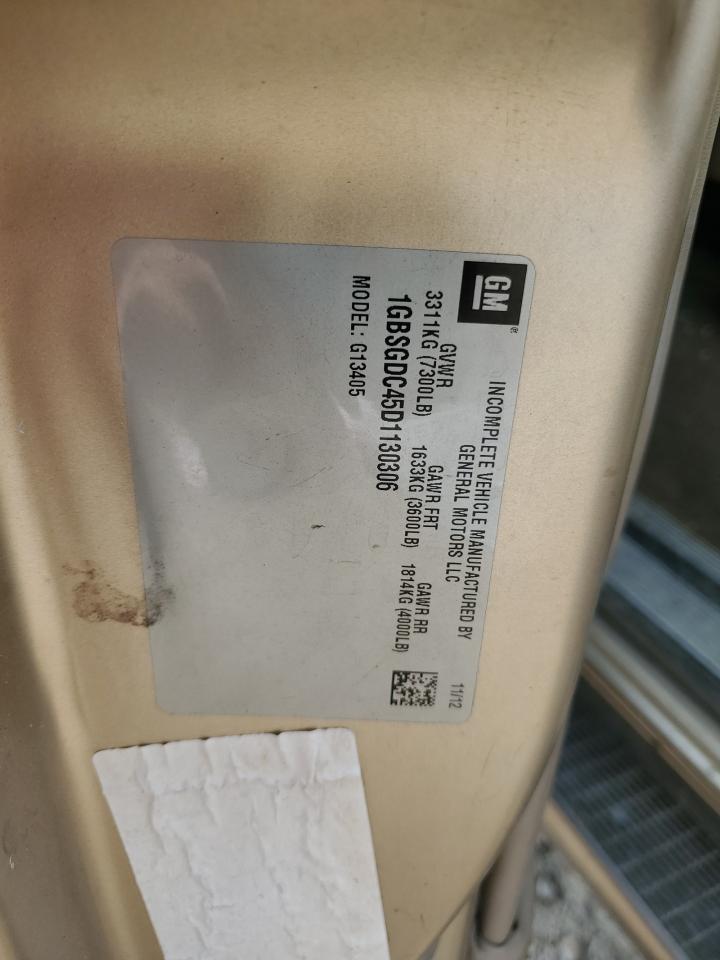 GM®
INCOMPLETE VEHICLE MANUFACTURED BY
GENERAL MOTORS LLC
11/12
GVWR GAWR FRT GAWR RR
3311KG (7300LB) 1633KG (3600LB) 1814KG (4000LB)
1GBSGDC45D1130306
MODEL: G13405